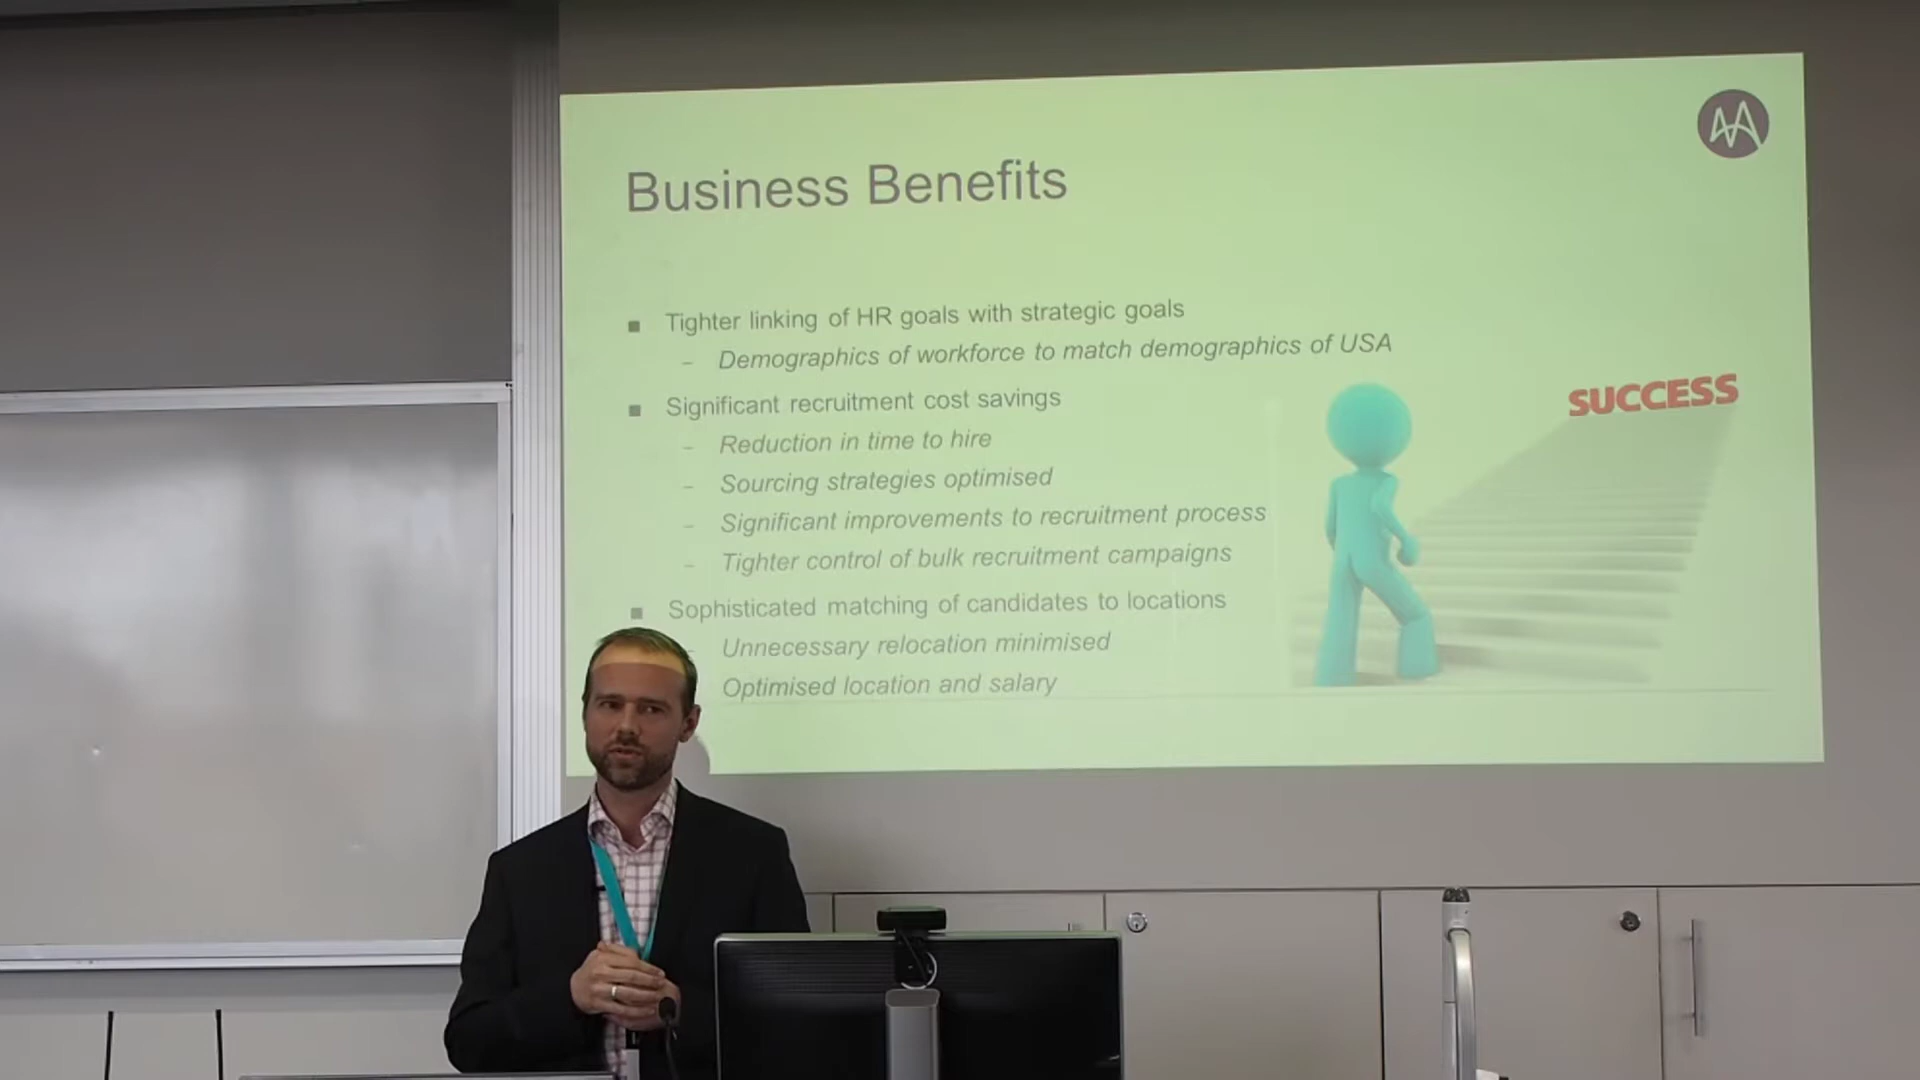 Business Benefits
Tighter linking of HR goals with strategic goals
– Demographics of workforce to match demographics of USA
Significant recruitment cost savings
– Reduction in time to hire
– Sourcing strategies optimised
– Significant improvements to recruitment process
– Tighter control of bulk recruitment campaigns
Sophisticated matching of candidates to locations
– Unnecessary relocation minimised
Optimised location and salary
SUCCESS